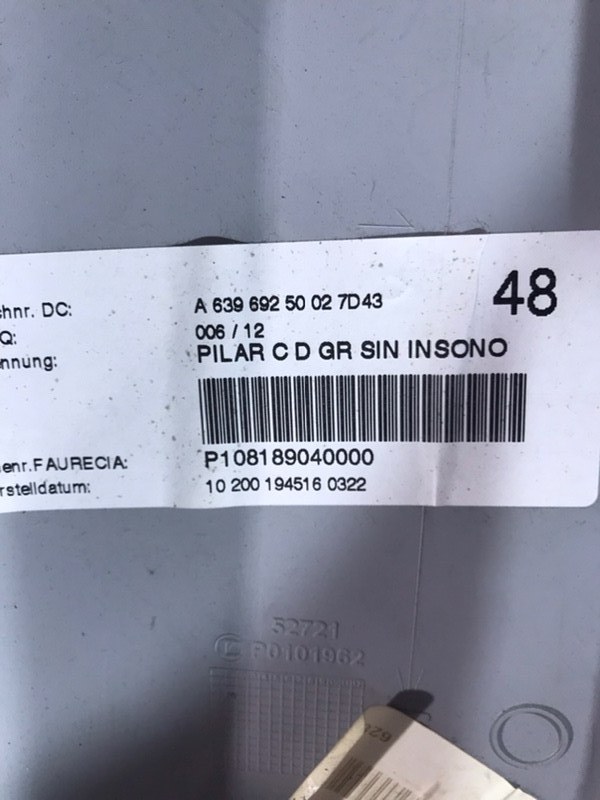 48
chnr. DC: A 639 692 50 02 7D43
Q: 006 / 12
nnung: PILAR C D GR SIN INSONO
enr.FAURECIA: P108189040000
rstelldatum: 10 200 194516 0322
52721
P0101962